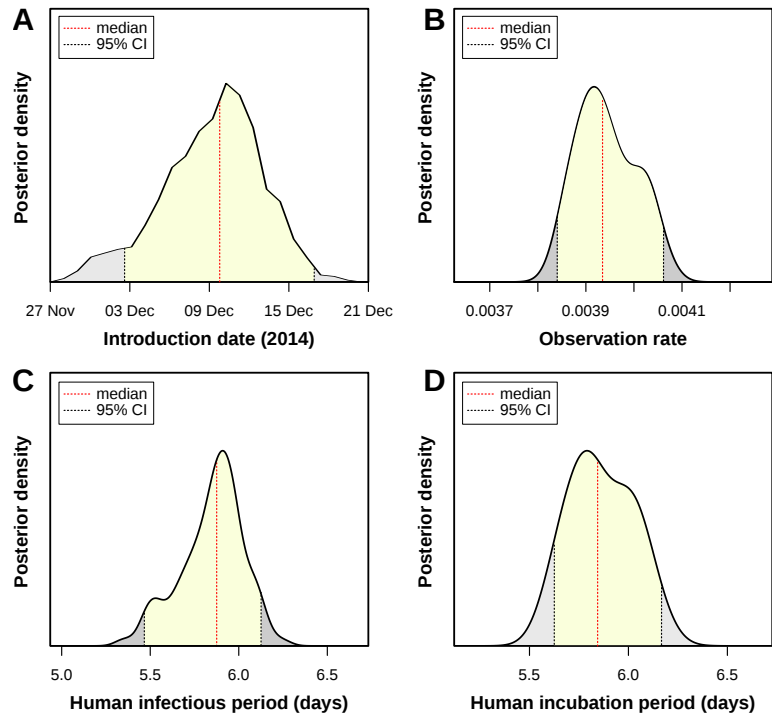 A
median
95% CI
Posterior density
27 Nov 03 Dec 09 Dec 15 Dec 21 Dec
Introduction date (2014)
B
median
95% CI
Posterior density
0.0037 0.0039 0.0041
Observation rate
C
median
95% CI
Posterior density
5.0 5.5 6.0 6.5
Human infectious period (days)
D
median
95% CI
Posterior density
5.5 6.0 6.5
Human incubation period (days)